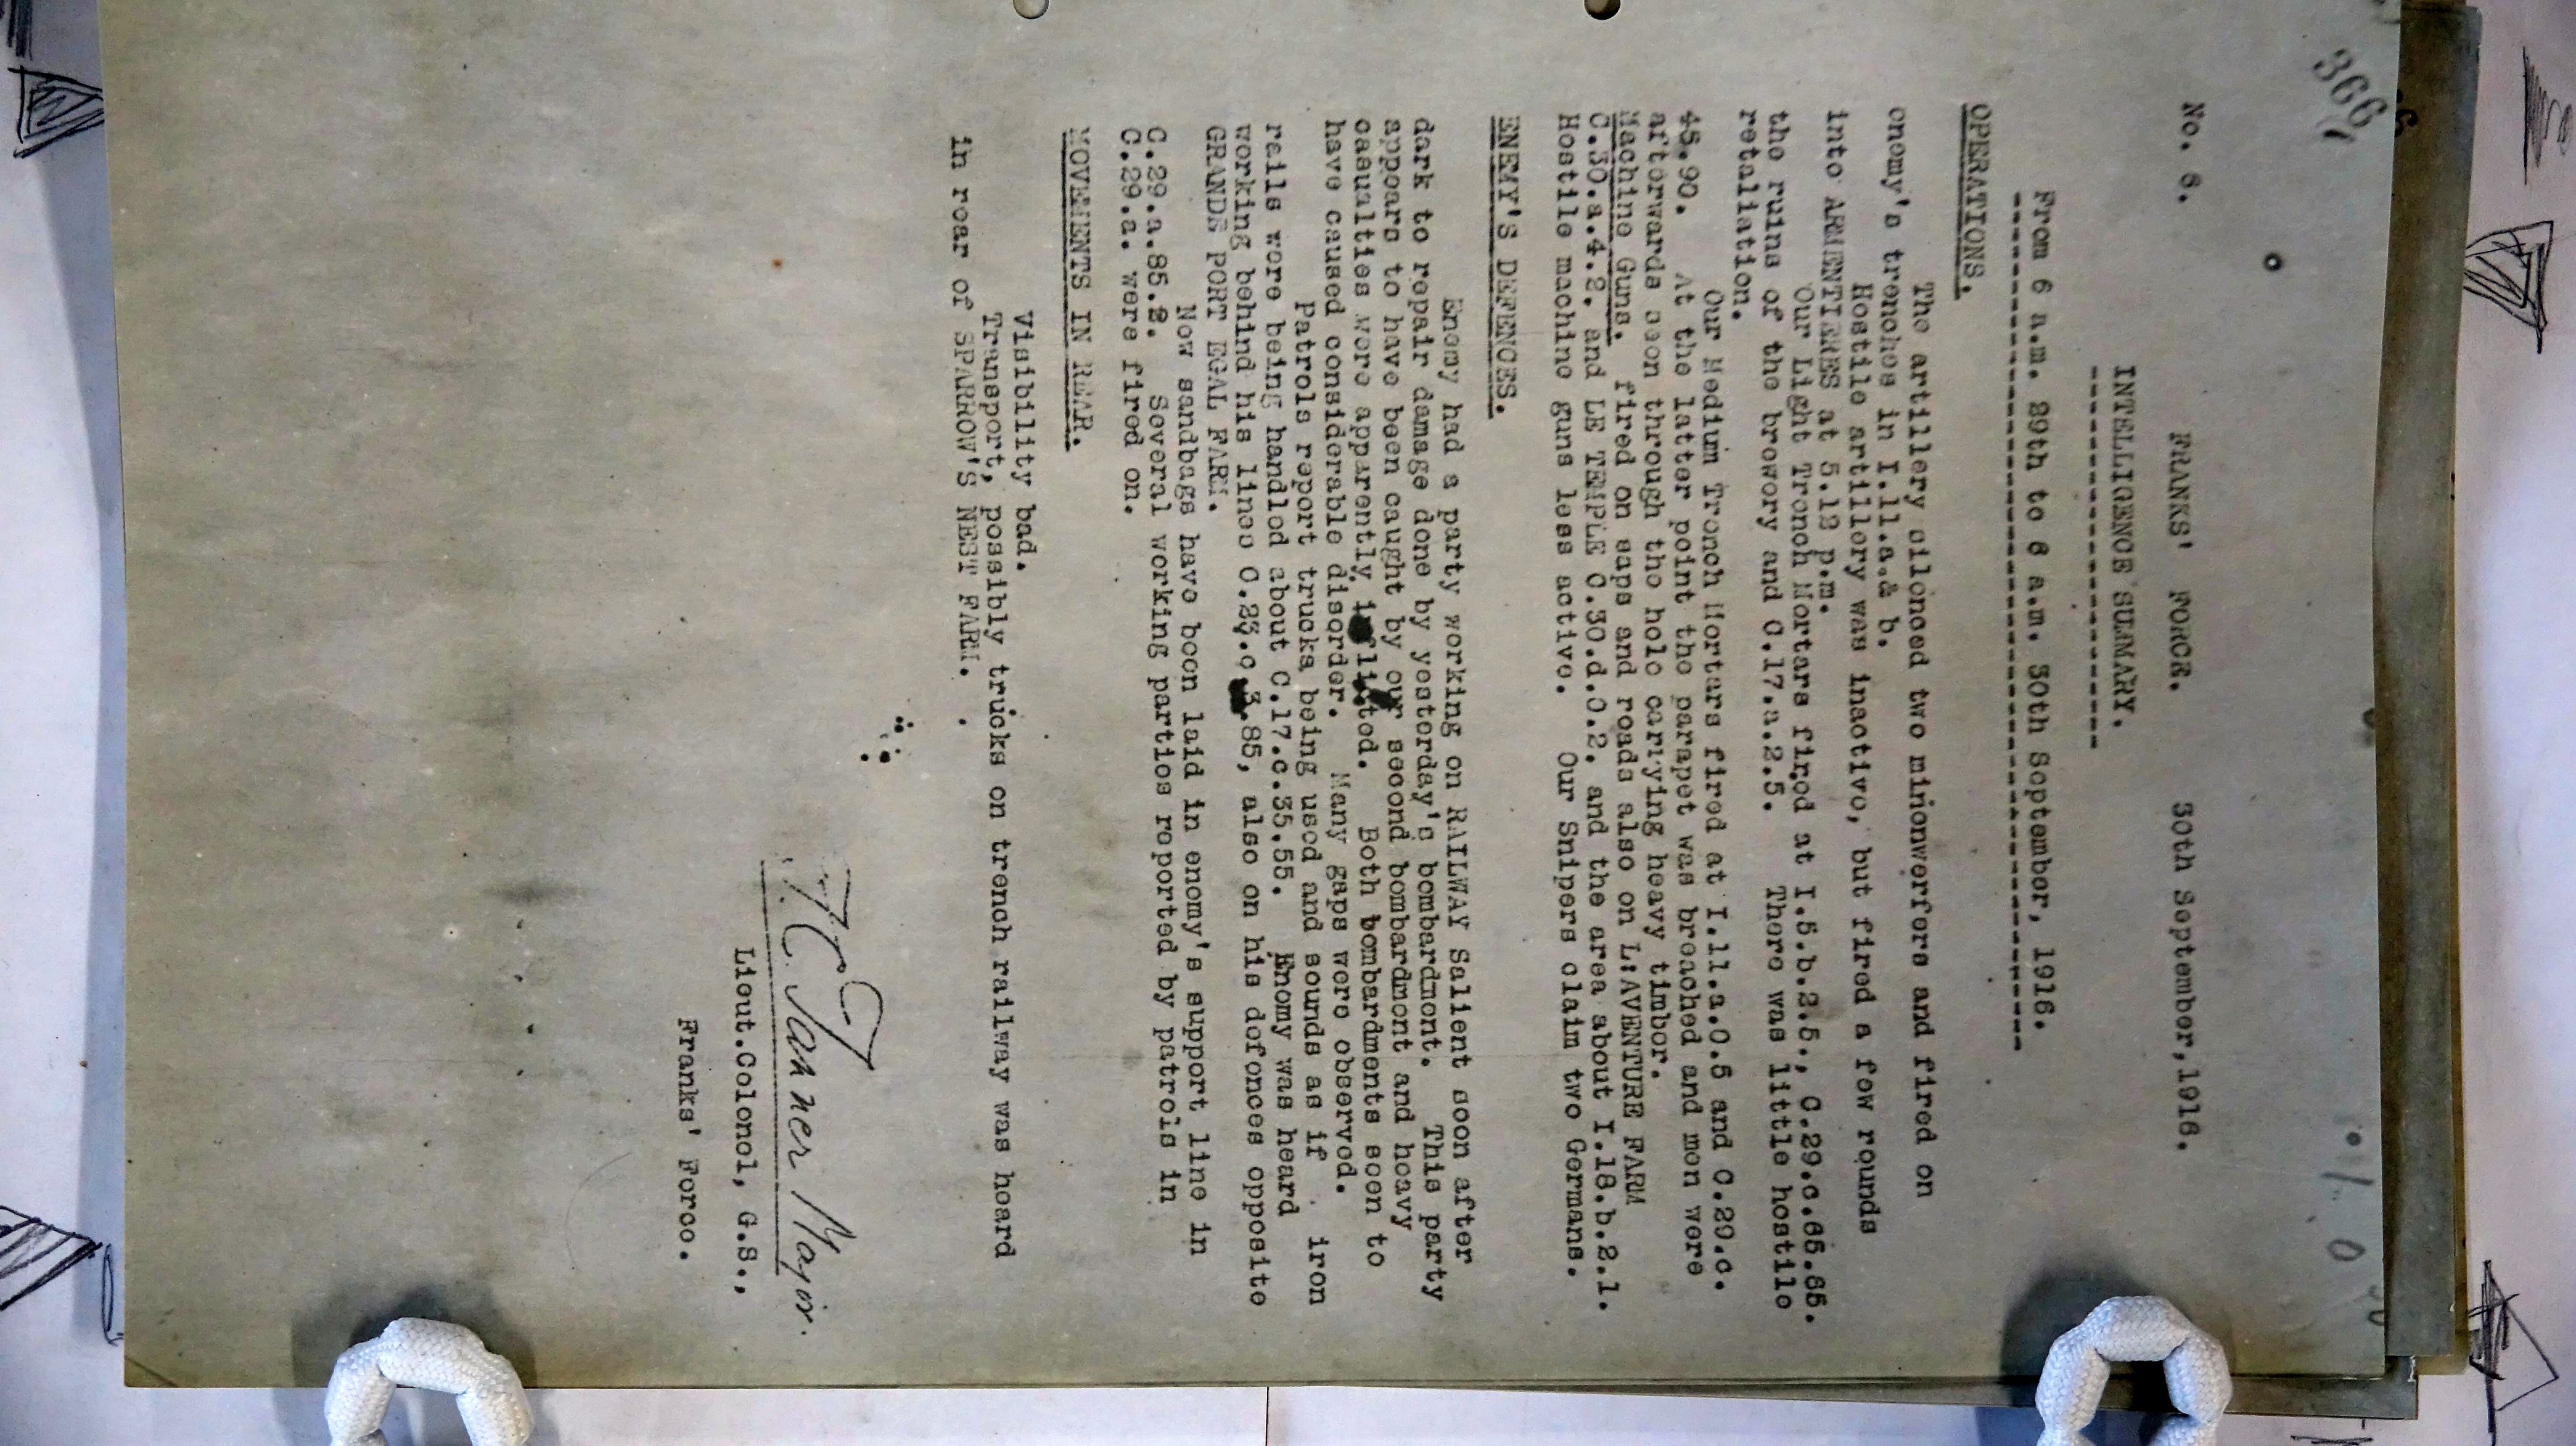 366
No. 6. FRANKS' FORCE. 30th September, 1916.
INTELLIGENCE SUMMARY.
From 6 a.m. 29th to 6 a.m. 30th September, 1916.
OPERATIONS.
The artillery silenced two minenwerfers and fired on
enemy's trenches in I.11.a.& b.
Hostile artillery was inactive, but fired a few rounds
into ARMENTIERES at 5.12 p.m.
Our Light Trench Mortars fired at I.5.b.2.5., C.29.c.65.65.
the ruins of the brewery and C.17.a.2.5. There was little hostile
retaliation.
Our Medium Trench Mortars fired at I.11.a.0.5 and C.29.c.
45.90. At the latter point the parapet was breached and men were
afterwards seen through the hole carrying heavy timber.
Machine Guns. fired on saps and roads also on L'AVENTURE FARM
C.30.a.4.2. and LE TEMPLE C.30.d.0.2. and the area about I.18.b.2.1.
Hostile machine guns less active. Our Snipers claim two Germans.
ENEMY'S DEFENCES.
Enemy had a party working on RAILWAY Salient soon after
dark to repair damage done by yesterday's bombardment. This party
appears to have been caught by our second bombardment and heavy
casualties were apparently inflicted. Both bombardments seem to
have caused considerable disorder. Many gaps were observed.
Patrols report trucks being used and sounds as if iron
rails were being handled about C.17.c.35.55. Enemy was heard
working behind his lines C.23.c.3.85, also on his defences opposite
GRANDE PORT EGAL FARM.
New sandbags have been laid in enemy's support line in
C.29.a.85.2. Several working parties reported by patrols in
C.29.a. were fired on.
MOVEMENTS IN REAR.
Visibility bad.
Transport, possibly trucks on trench railway was heard
in rear of SPARROW'S NEST FARM.
Major.
Lieut.Colonel, G.S.,
Franks' Force.